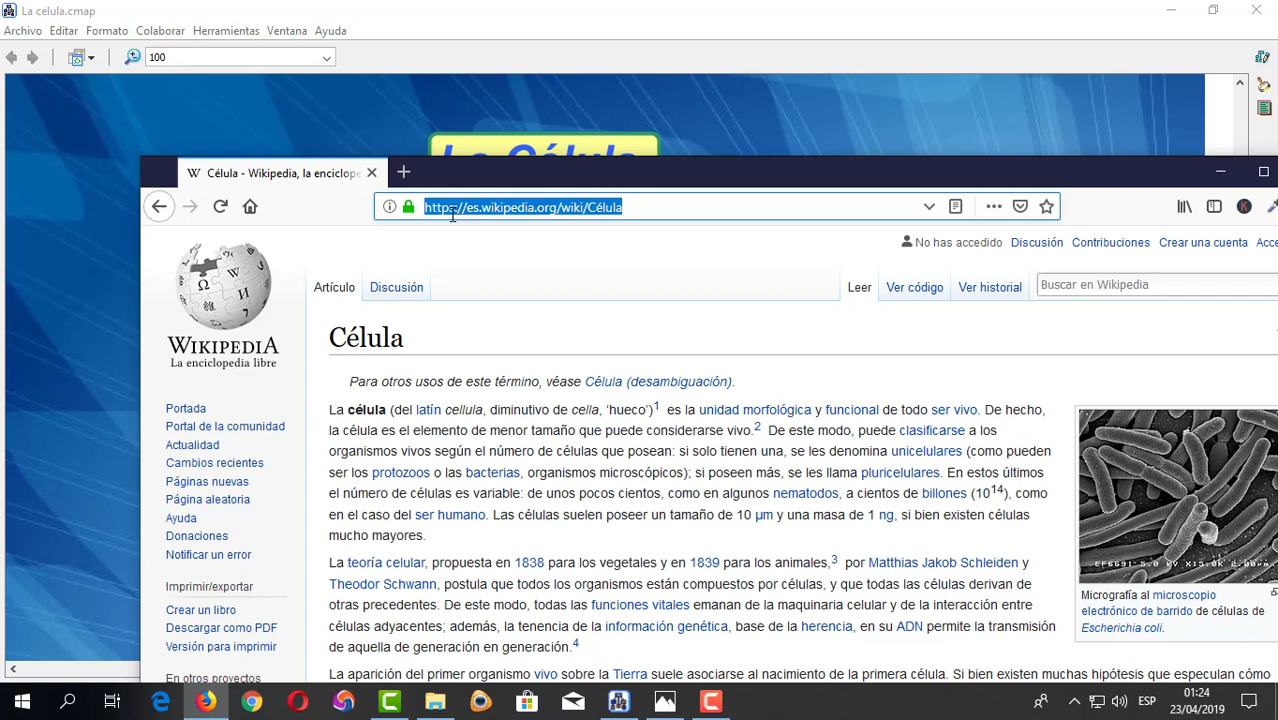 La celula.cmap
Archivo Editar Formato Colaborar Herramientas Ventana Ayuda
100
La Célula
W Célula - Wikipedia, la enciclope
https://es.wikipedia.org/wiki/Célula
No has accedido Discusión Contribuciones Crear una cuenta Acce
Artículo Discusión Leer Ver código Ver historial Buscar en Wikipedia
WIKIPEDIA
La enciclopedia libre
Célula
Para otros usos de este término, véase Célula (desambiguación).
La célula (del latín cellula, diminutivo de cella, ‘hueco’)1 es la unidad morfológica y funcional de todo ser vivo. De hecho,
la célula es el elemento de menor tamaño que puede considerarse vivo.2 De este modo, puede clasificarse a los
organismos vivos según el número de células que posean: si solo tienen una, se les denomina unicelulares (como pueden
ser los protozoos o las bacterias, organismos microscópicos); si poseen más, se les llama pluricelulares. En estos últimos
el número de células es variable: de unos pocos cientos, como en algunos nematodos, a cientos de billones (1014), como
en el caso del ser humano. Las células suelen poseer un tamaño de 10 μm y una masa de 1 ng, si bien existen células
mucho mayores.
La teoría celular, propuesta en 1838 para los vegetales y en 1839 para los animales,3 por Matthias Jakob Schleiden y
Theodor Schwann, postula que todos los organismos están compuestos por células, y que todas las células derivan de
otras precedentes. De este modo, todas las funciones vitales emanan de la maquinaria celular y de la interacción entre
células adyacentes; además, la tenencia de la información genética, base de la herencia, en su ADN permite la transmisión
de aquella de generación en generación.4
La aparición del primer organismo vivo sobre la Tierra suele asociarse al nacimiento de la primera célula. Si bien existen muchas hipótesis que especulan cómo
Portada
Portal de la comunidad
Actualidad
Cambios recientes
Páginas nuevas
Página aleatoria
Ayuda
Donaciones
Notificar un error
Imprimir/exportar
Crear un libro
Descargar como PDF
Versión para imprimir
En otros proyectos
EF6691 5.0 kV X15.0K 2.00μm
Micrografía al microscopio
electrónico de barrido de células de
Escherichia coli.
ESP
01:24
23/04/2019